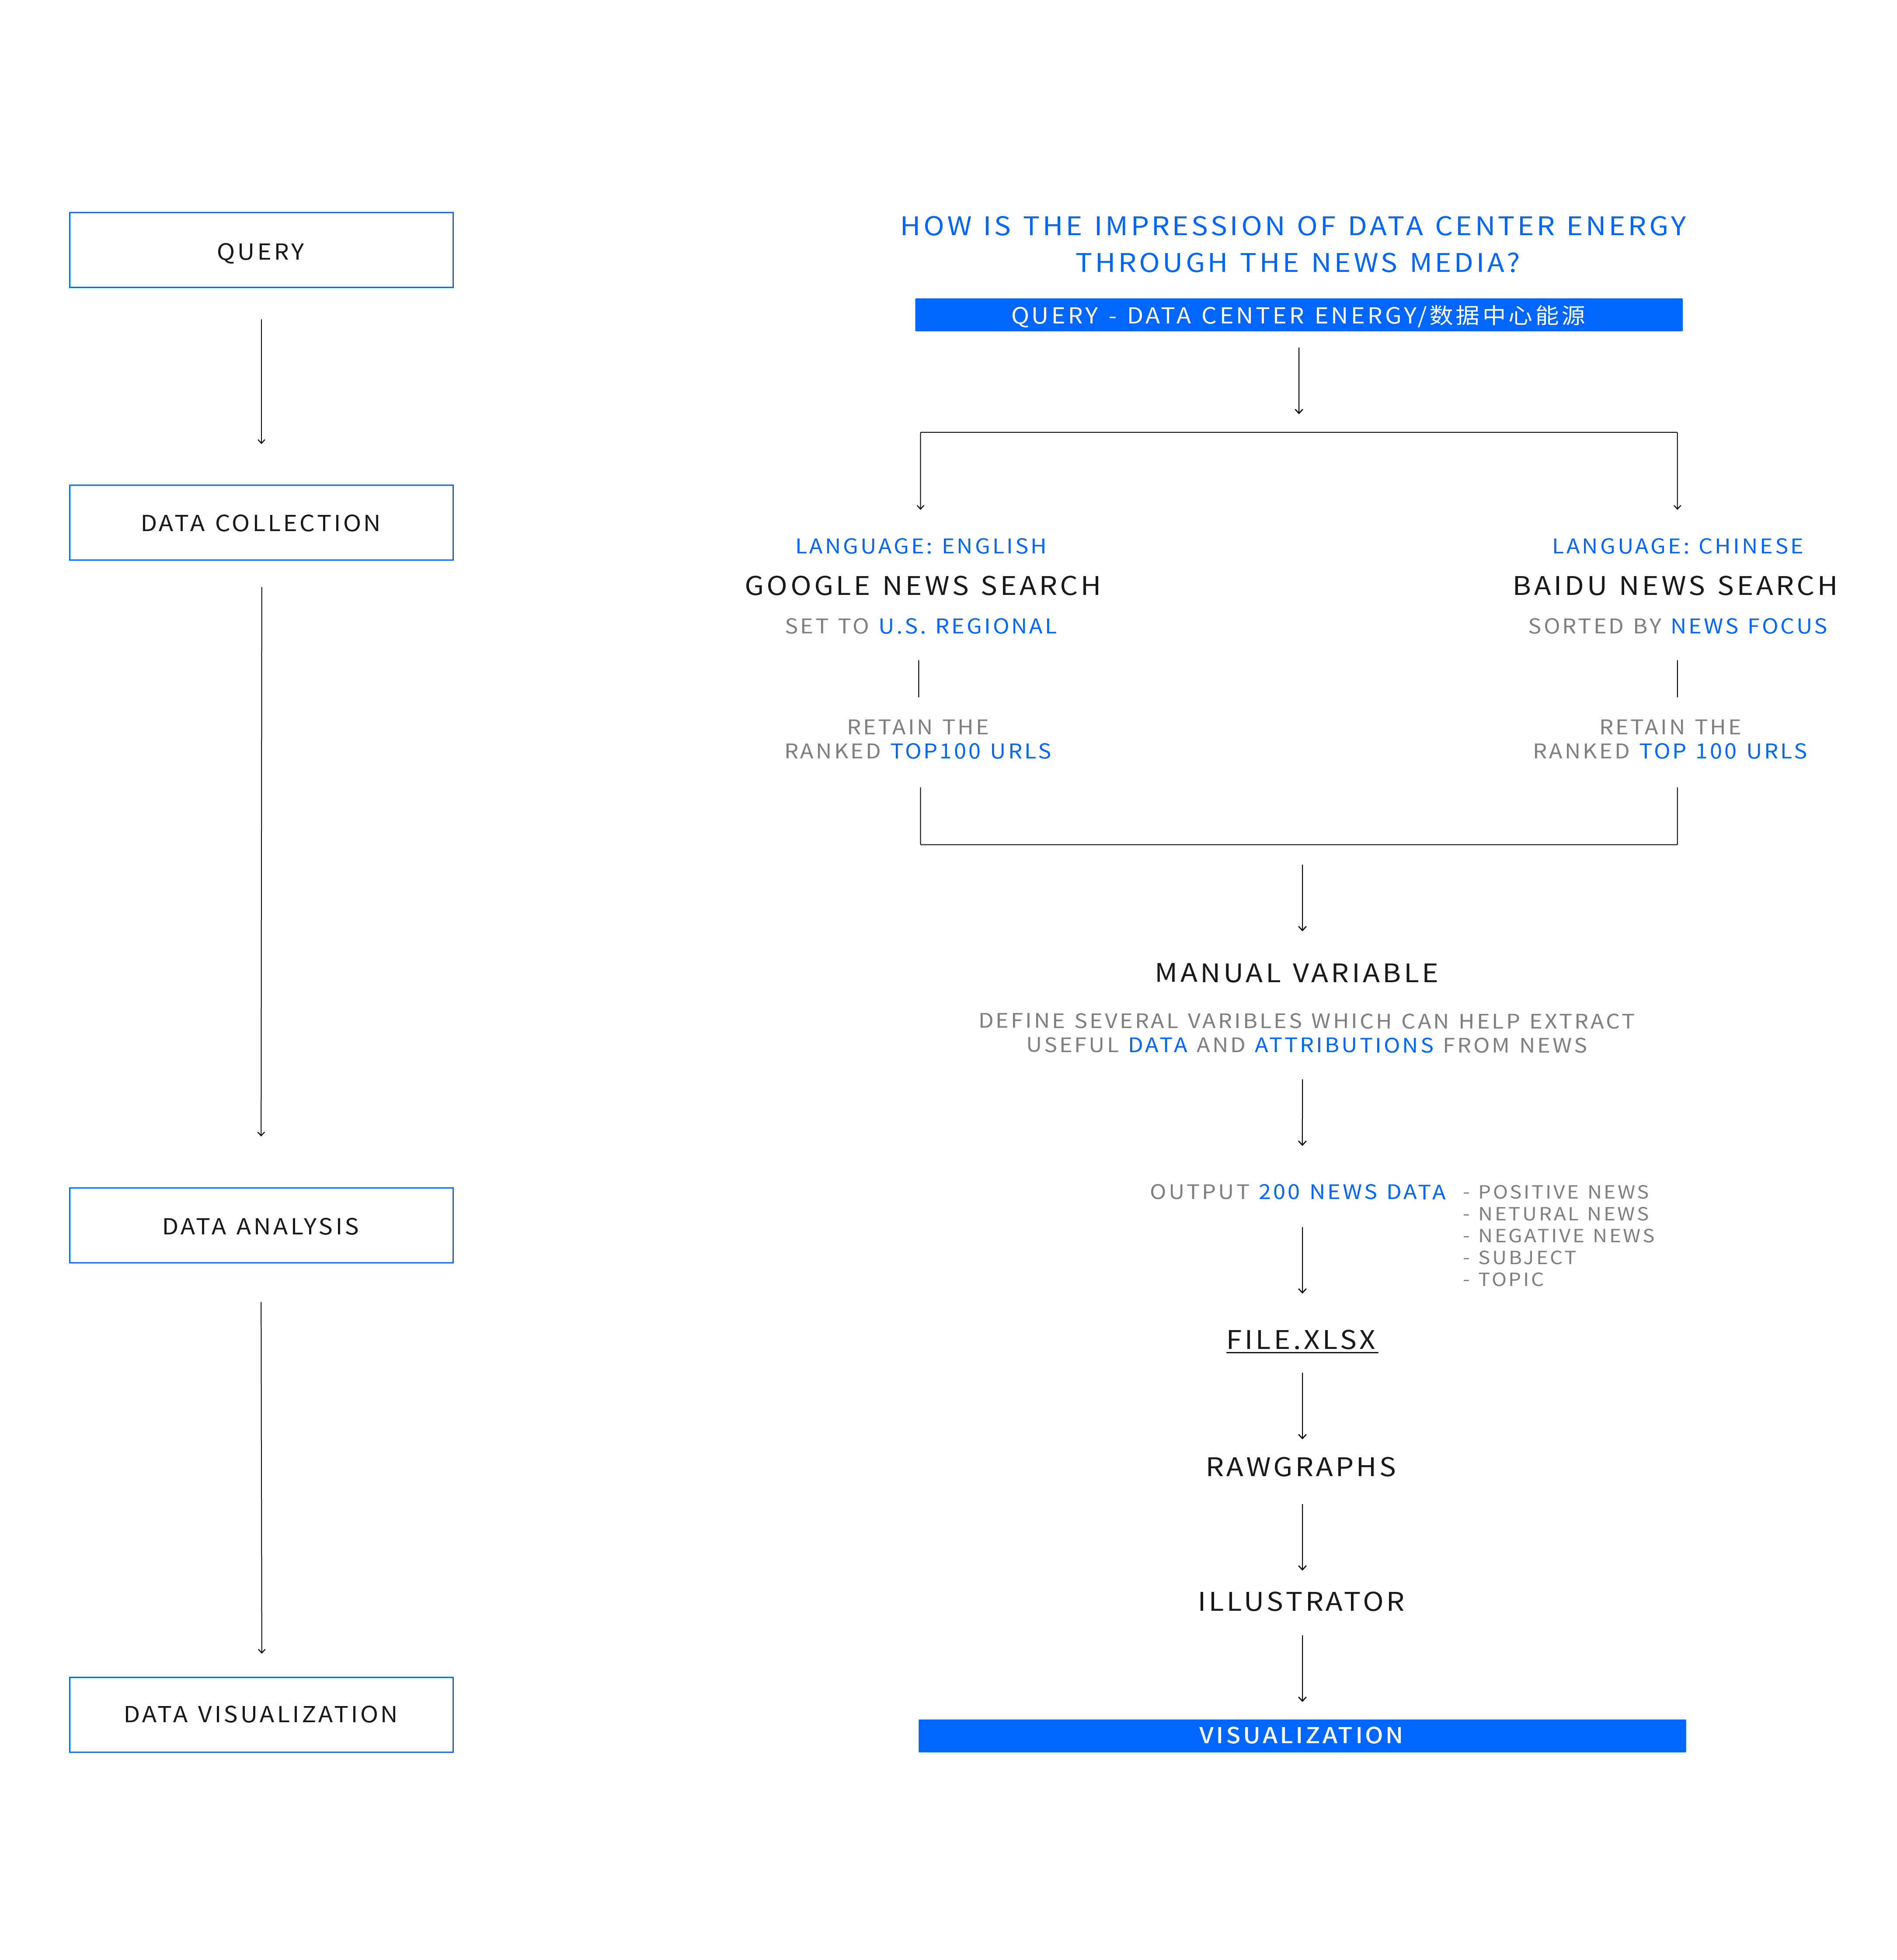 QUERY
DATA COLLECTION
DATA ANALYSIS
DATA VISUALIZATION
HOW IS THE IMPRESSION OF DATA CENTER ENERGY
THROUGH THE NEWS MEDIA?
QUERY - DATA CENTER ENERGY/数据中心能源
LANGUAGE: ENGLISH
GOOGLE NEWS SEARCH
SET TO U.S. REGIONAL
RETAIN THE
RANKED TOP100 URLS
LANGUAGE: CHINESE
BAIDU NEWS SEARCH
SORTED BY NEWS FOCUS
RETAIN THE
RANKED TOP 100 URLS
MANUAL VARIABLE
DEFINE SEVERAL VARIBLES WHICH CAN HELP EXTRACT
USEFUL DATA AND ATTRIBUTIONS FROM NEWS
OUTPUT 200 NEWS DATA
- POSITIVE NEWS
- NETURAL NEWS
- NEGATIVE NEWS
- SUBJECT
- TOPIC
FILE.XLSX
RAWGRAPHS
ILLUSTRATOR
VISUALIZATION